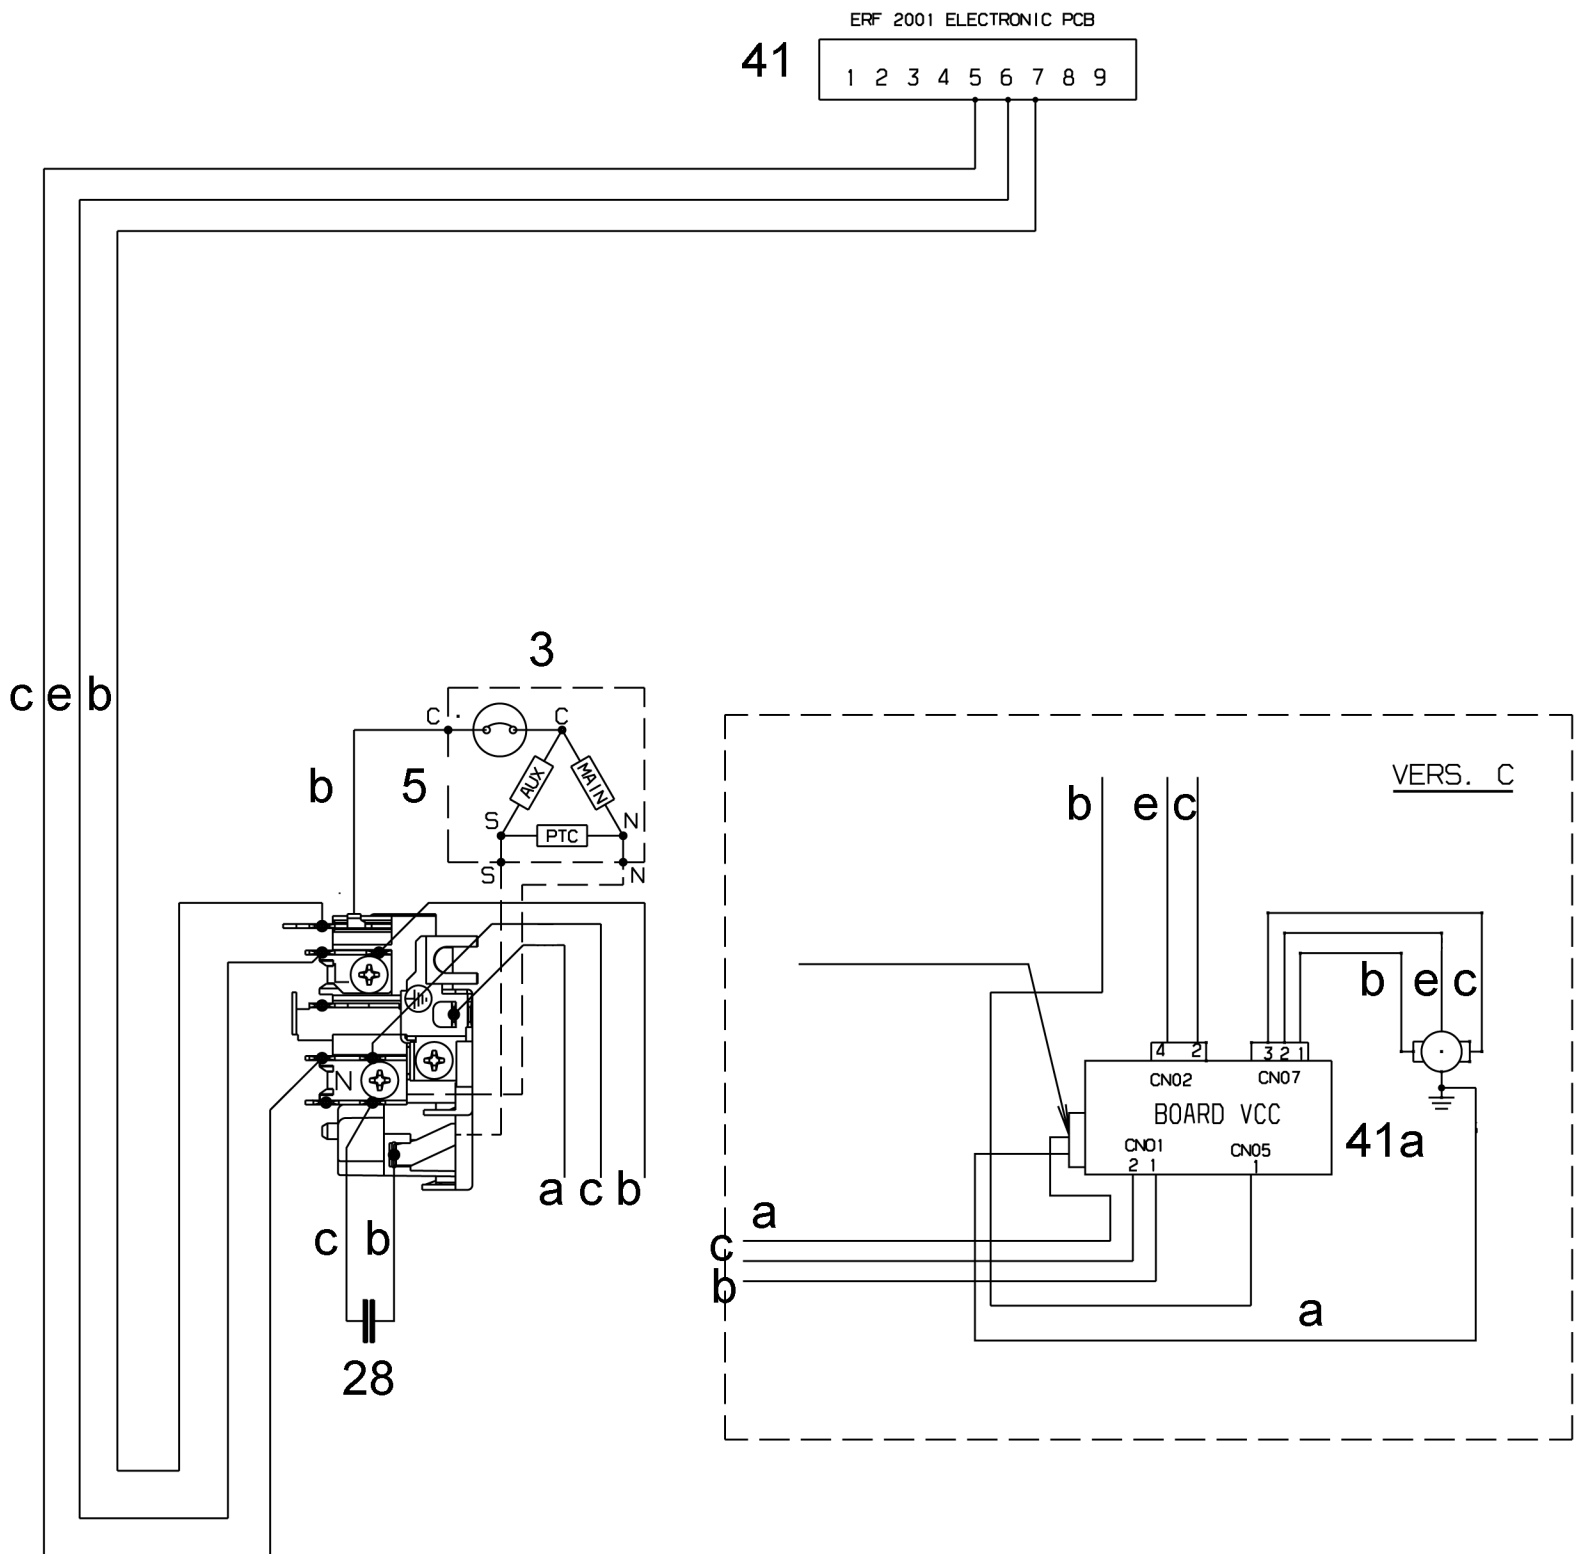 ERF 2001 ELECTRONIC PCB
41
1 2 3 4 5 6 7 8 9
3
c e b
C C
b 5
AUX MAIN
S N
PTC
S N
N
a c b
c b
28
VERS. C
b e c
b e c
4 2 3 2 1
CN02 CN07
BOARD VCC
41a
CN01 CN05
2 1 1
a
c
b
a